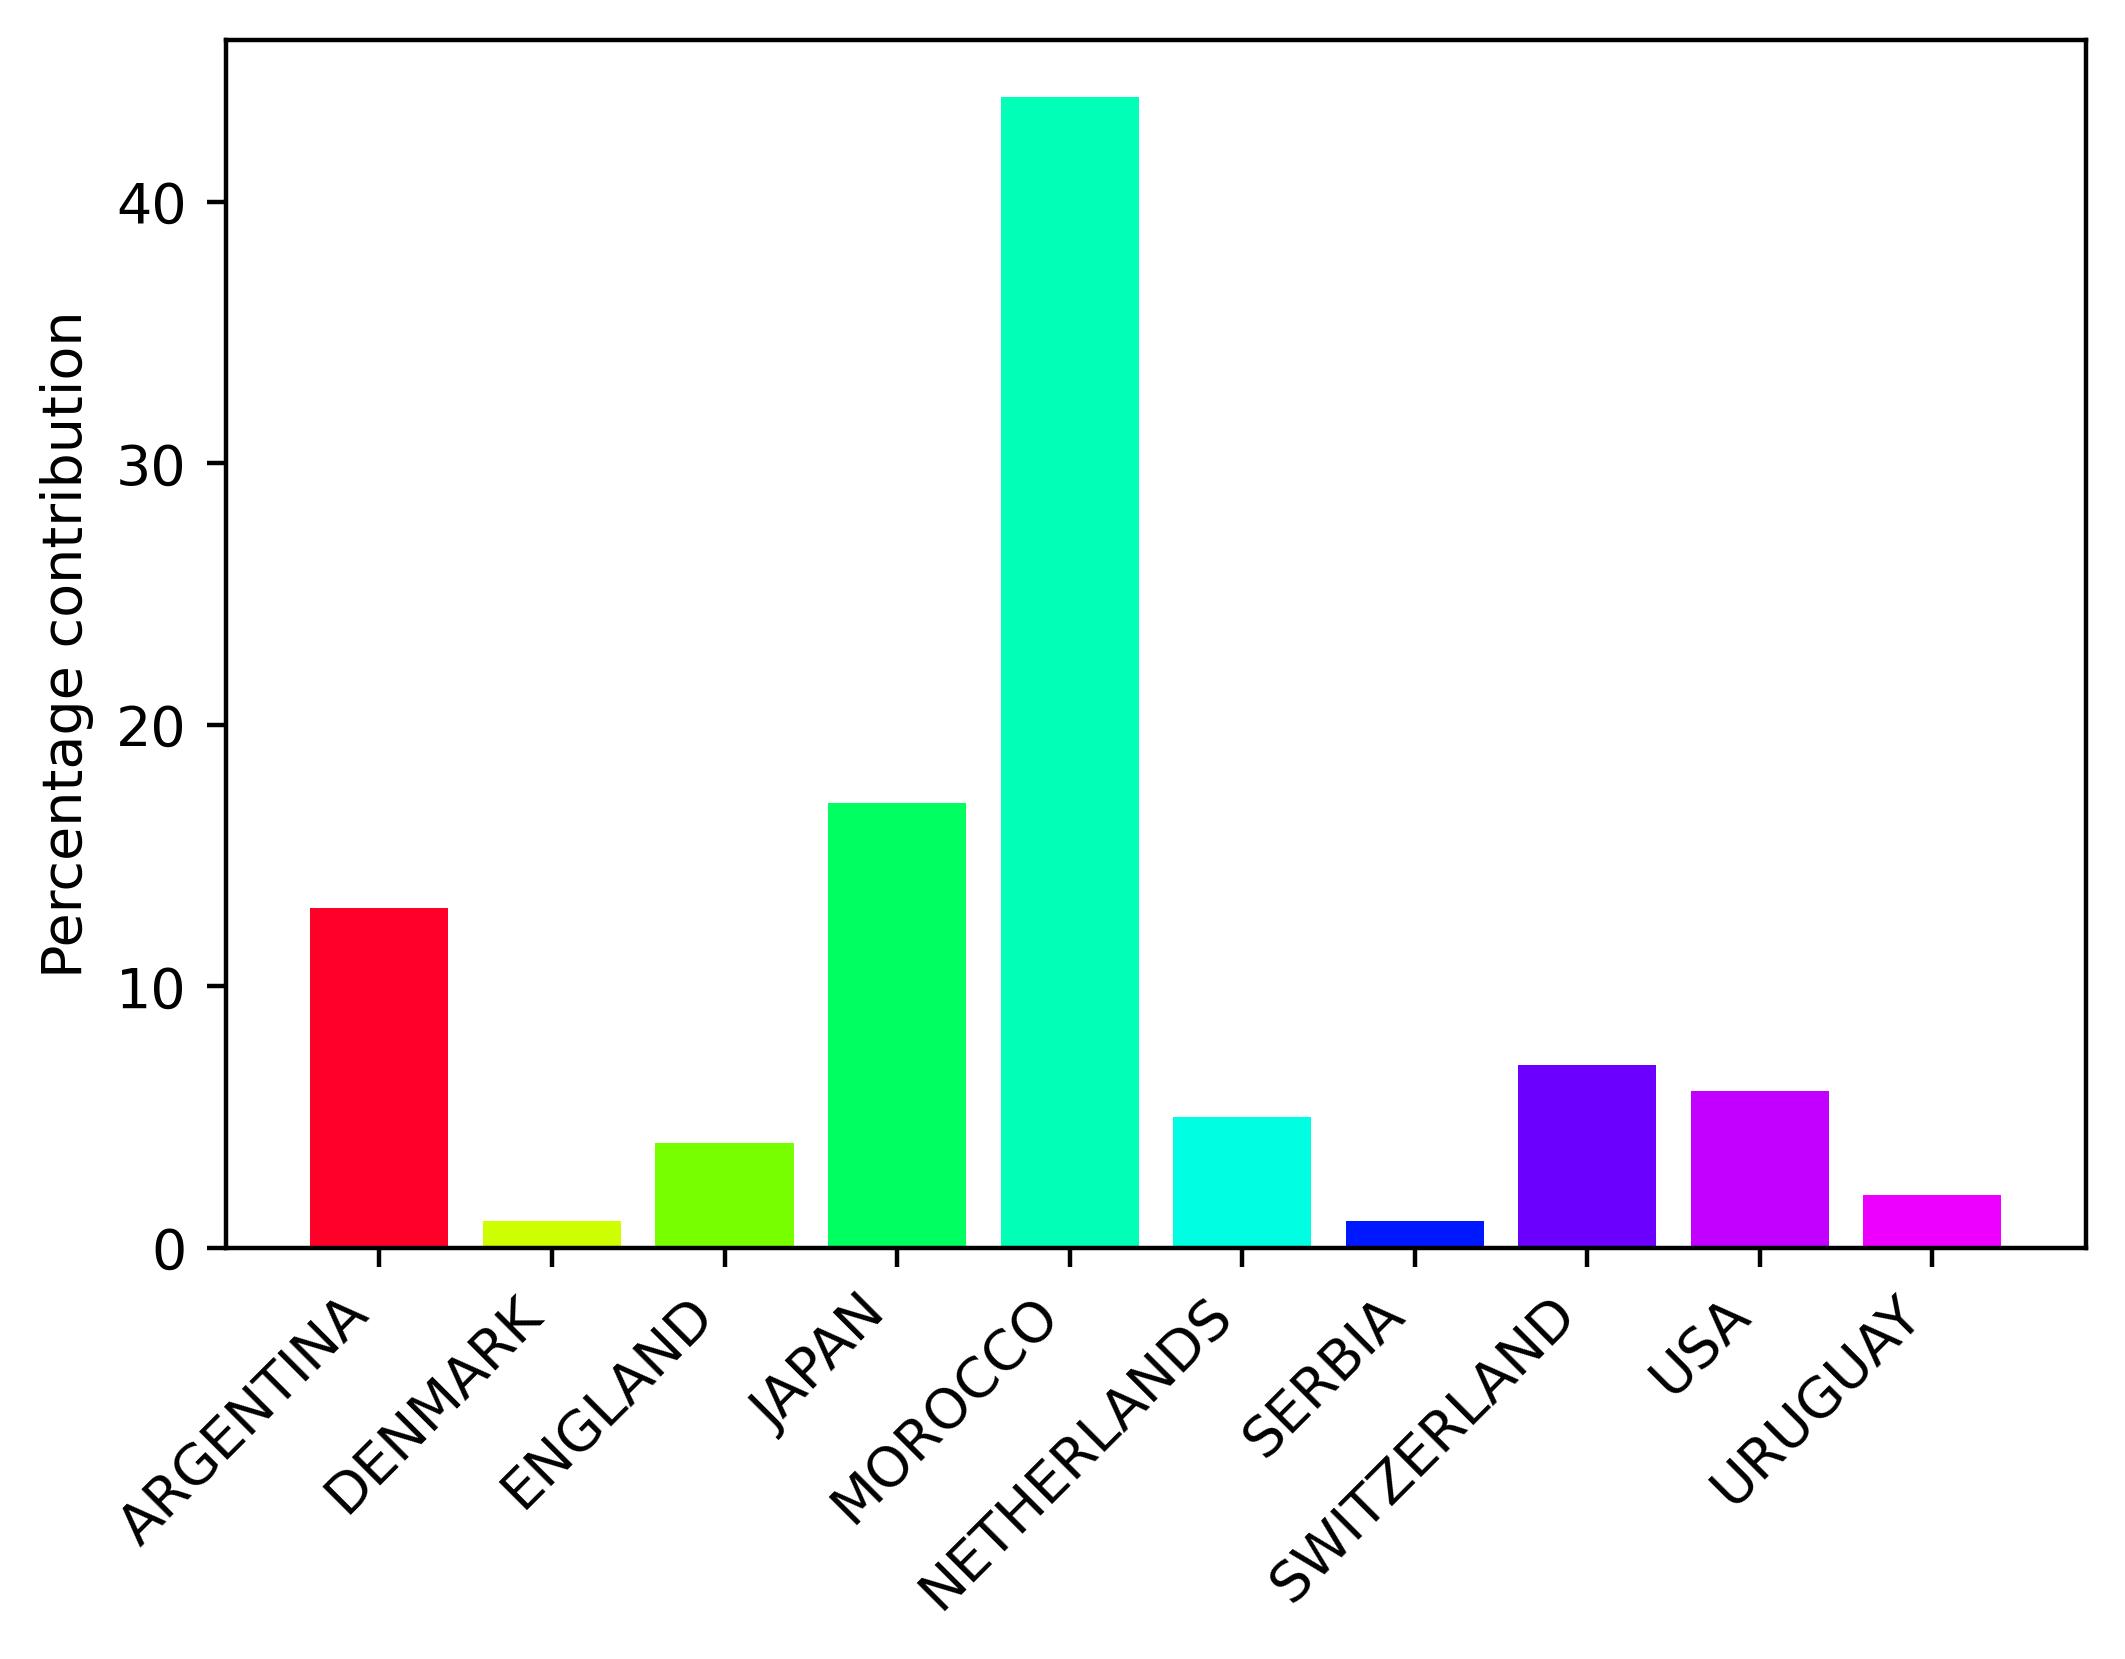 Percentage contribution
40
30
20
10
0
ARGENTINA
DENMARK
ENGLAND
JAPAN
MOROCCO
NETHERLANDS
SERBIA
SWITZERLAND
USA
URUGUAY